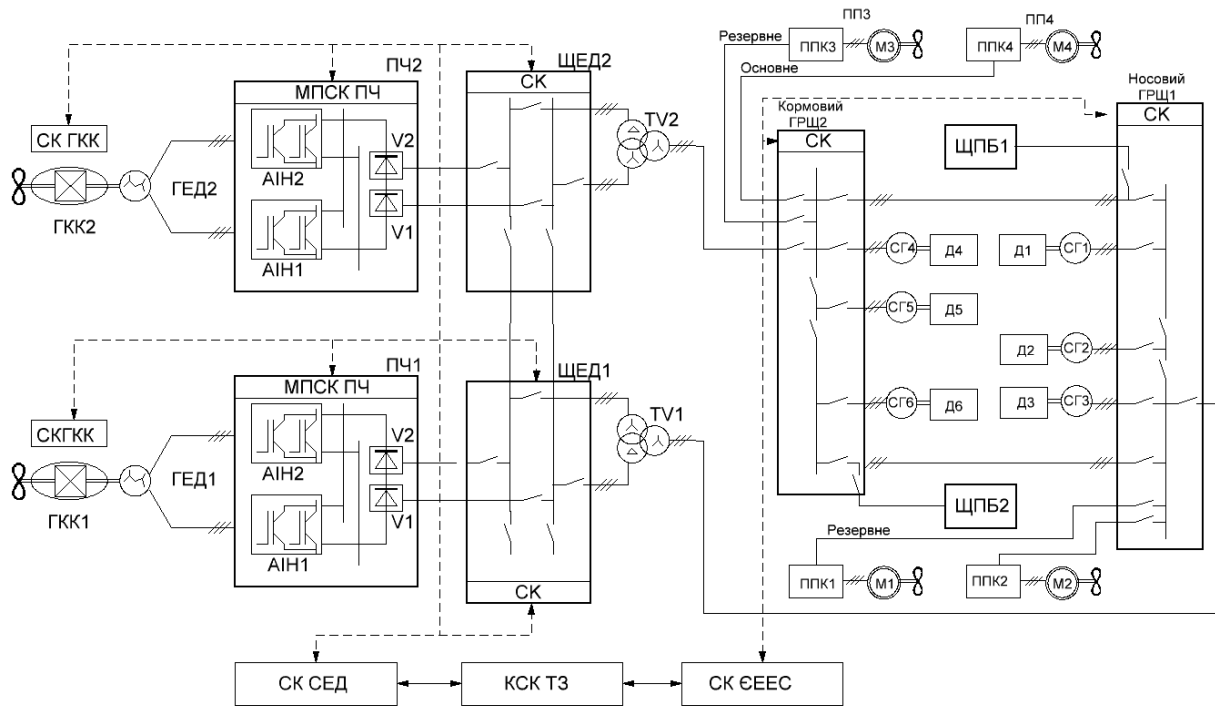 ПП3
ПП4
ППК3
М3
ППК4
М4
Резервне
Основне
ЩЕД2
СК
ПЧ2
МПСК ПЧ
СК ГКК
ГКК2
ГЕД2
АІН2
АІН1
V2
V1
TV2
Кормовий
ГРЩ2
СК
Носовий
ГРЩ1
СК
ЩПБ1
СГ4
Д4
Д1
СГ1
СГ5
Д5
Д2
СГ2
СГ6
Д6
Д3
СГ3
ЩПБ2
ПЧ1
МПСК ПЧ
ЩЕД1
СКГКК
ГКК1
ГЕД1
АІН2
АІН1
V2
V1
TV1
СК
Резервне
ППК1
М1
ППК2
М2
СК СЕД
КСК ТЗ
СК ЄЕЕС